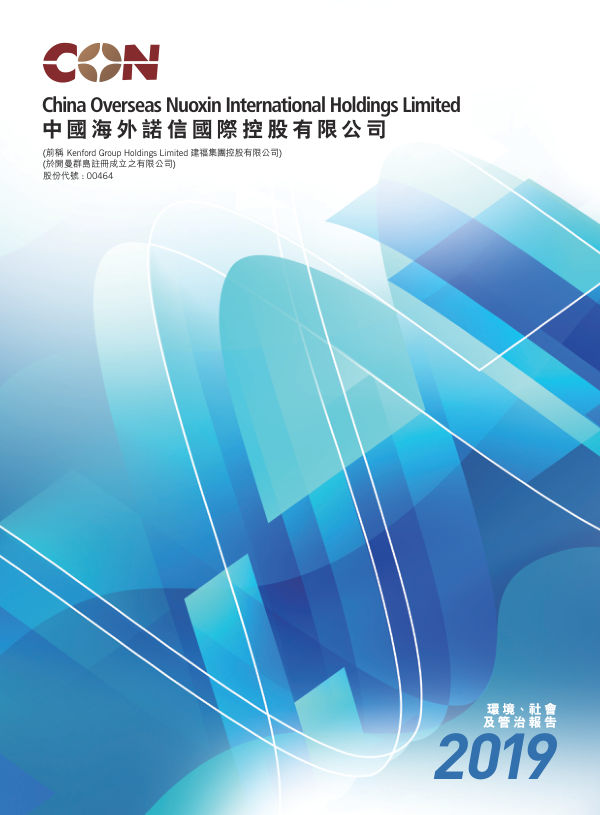 CON
China Overseas Nuoxin International Holdings Limited
中國海外諾信國際控股有限公司
(前稱 Kenford Group Holdings Limited 建福集團控股有限公司)
(於開曼群島註冊成立之有限公司)
股份代號：00464
環境、社會
及管治報告
2019